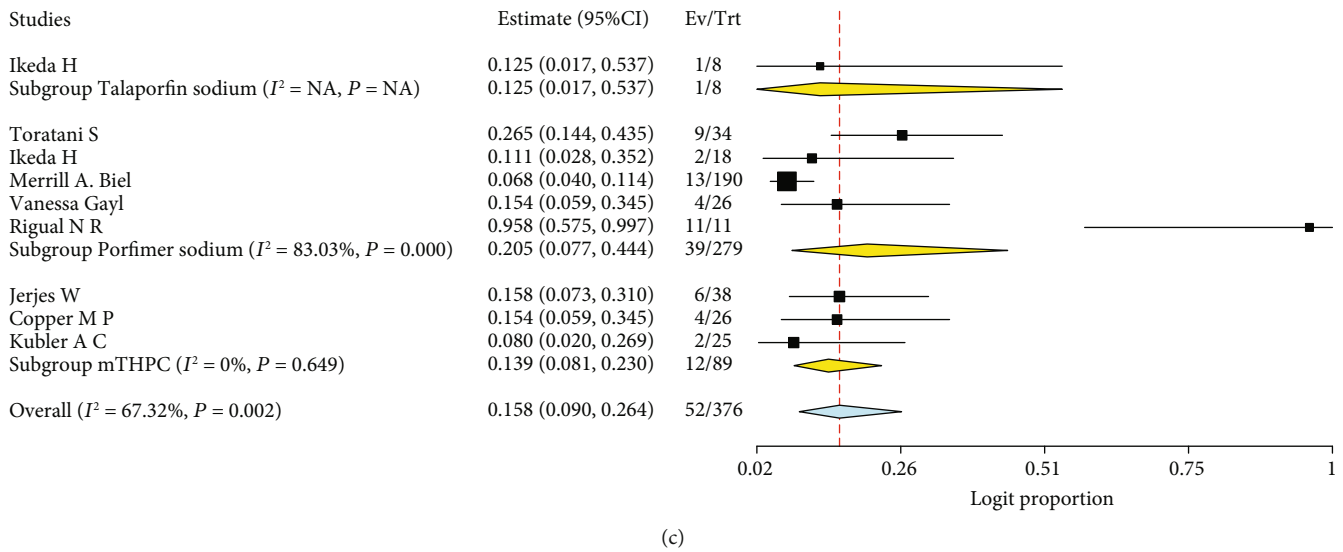 Studies Estimate (95%CI) Ev/Trt
Ikeda H 0.125 (0.017, 0.537) 1/8
Subgroup Talaporfin sodium (I² = NA, P = NA) 0.125 (0.017, 0.537) 1/8
Toratani S 0.265 (0.144, 0.435) 9/34
Ikeda H 0.111 (0.028, 0.352) 2/18
Merrill A. Biel 0.068 (0.040, 0.114) 13/190
Vanessa Gayl 0.154 (0.059, 0.345) 4/26
Rigual N R 0.958 (0.575, 0.997) 11/11
Subgroup Porfimer sodium (I² = 83.03%, P = 0.000) 0.205 (0.077, 0.444) 39/279
Jerjes W 0.158 (0.073, 0.310) 6/38
Copper M P 0.154 (0.059, 0.345) 4/26
Kubler A C 0.080 (0.020, 0.269) 2/25
Subgroup mTHPC (I² = 0%, P = 0.649) 0.139 (0.081, 0.230) 12/89
Overall (I² = 67.32%, P = 0.002) 0.158 (0.090, 0.264) 52/376
0.02 0.26 0.51 0.75 1
Logit proportion
(c)